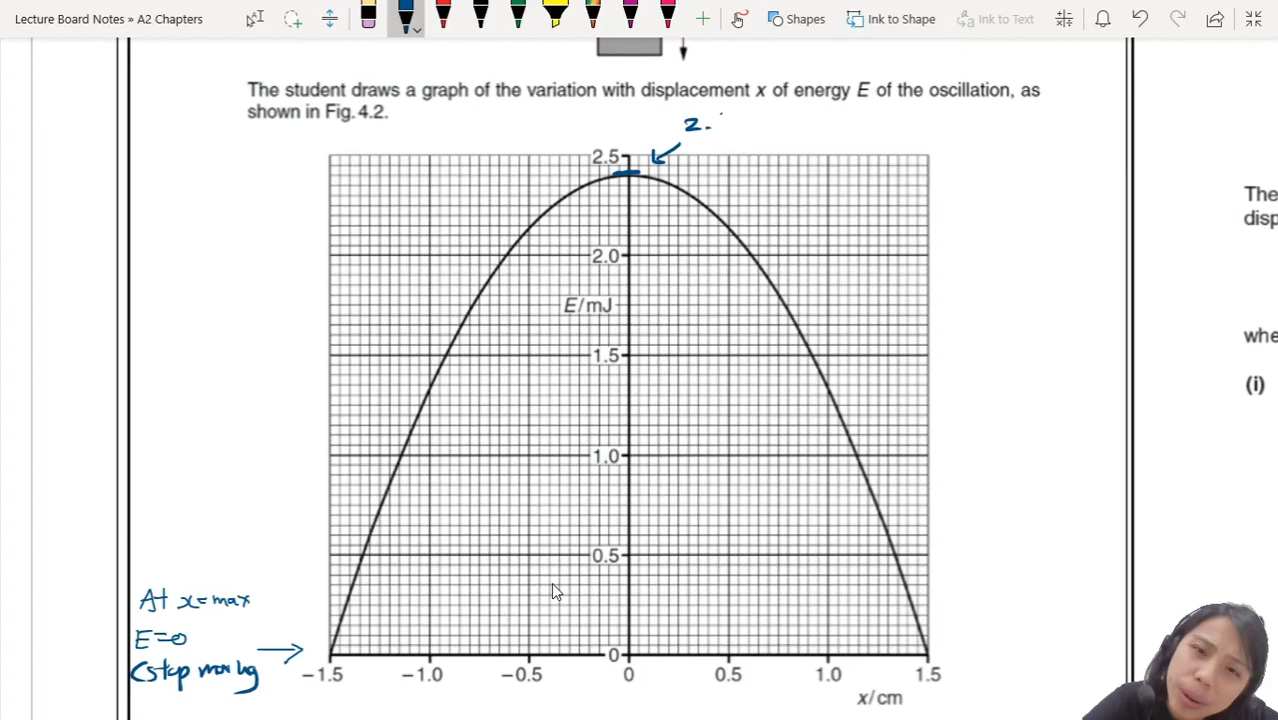 Lecture Board Notes » A2 Chapters
Shapes
Ink to Shape
Ink to Text
The student draws a graph of the variation with displacement x of energy E of the oscillation, as
shown in Fig. 4.2.
2.
2.5
2.0
E/mJ
1.5
1.0
0.5
0
−1.5 −1.0 −0.5 0 0.5 1.0 1.5
x/cm
At x=max
E=0
(stop moving
The
disp
whe
(i)